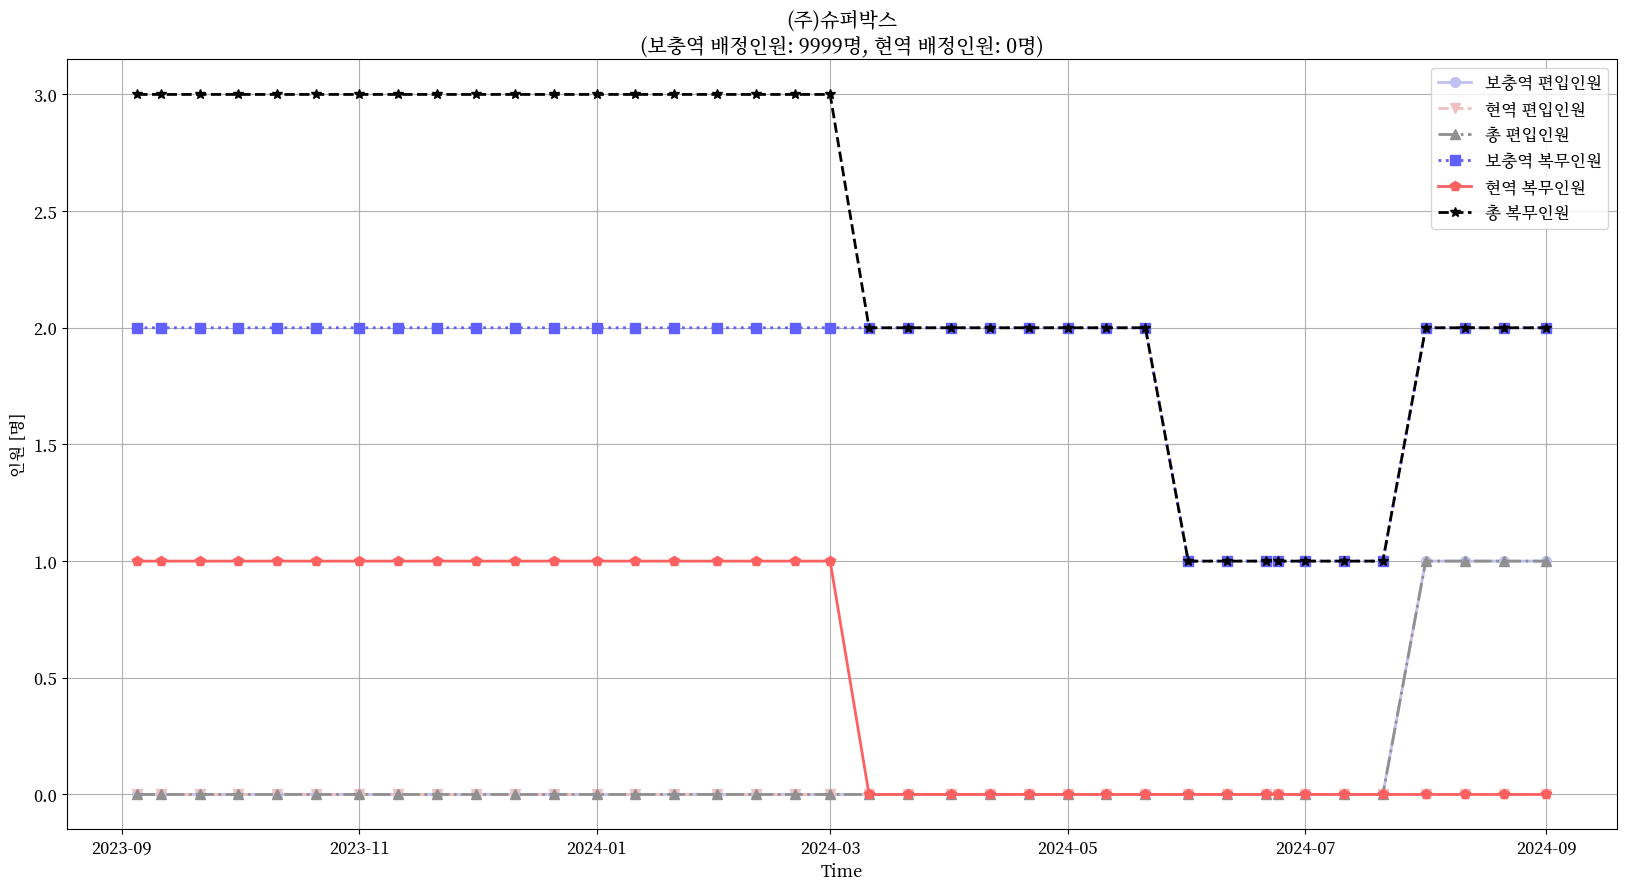 (주)슈퍼박스
(보충역 배정인원: 9999명, 현역 배정인원: 0명)
보충역 편입인원
현역 편입인원
총 편입인원
보충역 복무인원
현역 복무인원
총 복무인원
인원 [명]
3.0
2.5
2.0
1.5
1.0
0.5
0.0
2023-09
2023-11
2024-01
2024-03
2024-05
2024-07
2024-09
Time